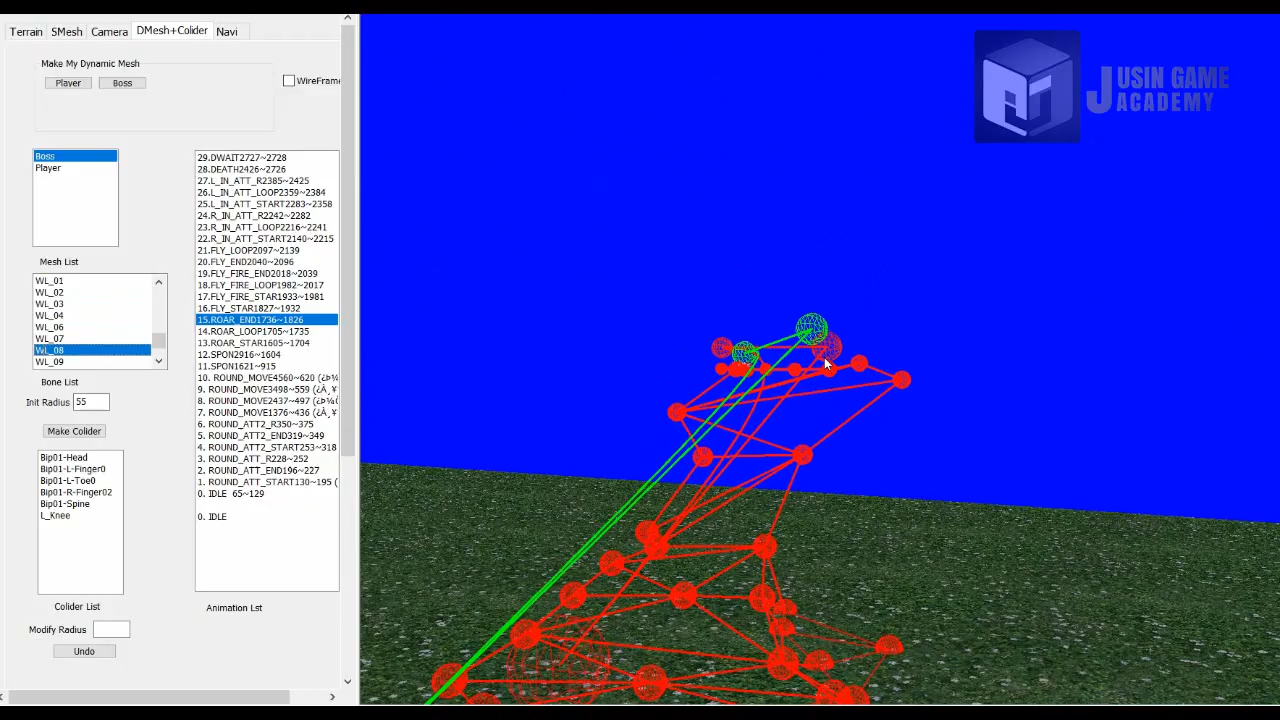 Terrain SMesh Camera DMesh+Colider Navi
JUSIN GAME
ACADEMY
Make My Dynamic Mesh
Player Boss
WireFrame
Boss
Player
Mesh List
WL_01
WL_02
WL_03
WL_04
WL_06
WL_07
WL_08
WL_09
Bone List
Init Radius 55
Make Colider
Bip01-Head
Bip01-L-Finger0
Bip01-L-Toe0
Bip01-R-Finger02
Bip01-Spine
L_Knee
Colider List
Modify Radius
Undo
29.DWAIT2727~2728
28.DEATH2426~2726
27.L_IN_ATT_R2385~2425
26.L_IN_ATT_LOOP2359~2384
25.L_IN_ATT_START2283~2358
24.R_IN_ATT_R2242~2282
23.R_IN_ATT_LOOP2216~2241
22.R_IN_ATT_START2140~2215
21.FLY_LOOP2097~2139
20.FLY_END2040~2096
19.FLY_FIRE_END2018~2039
18.FLY_FIRE_LOOP1982~2017
17.FLY_FIRE_STAR1933~1981
16.FLY_STAR1827~1932
15.ROAR_END1736~1826
14.ROAR_LOOP1705~1735
13.ROAR_STAR1605~1704
12.SPON2916~1604
11.SPON1621~915
10. ROUND_MOVE4560~620 (¿Þ¼
9. ROUND_MOVE3498~559 (¿À¸¥
8. ROUND_MOVE2437~497 (¿Þ¼
7. ROUND_MOVE1376~436 (¿À¸¥
6. ROUND_ATT2_R350~375
5. ROUND_ATT2_END319~349
4. ROUND_ATT2_START253~318
3. ROUND_ATT_R228~252
2. ROUND_ATT_END196~227
1. ROUND_ATT_START130~195 (
0. IDLE 65~129
0. IDLE
Animation Lst